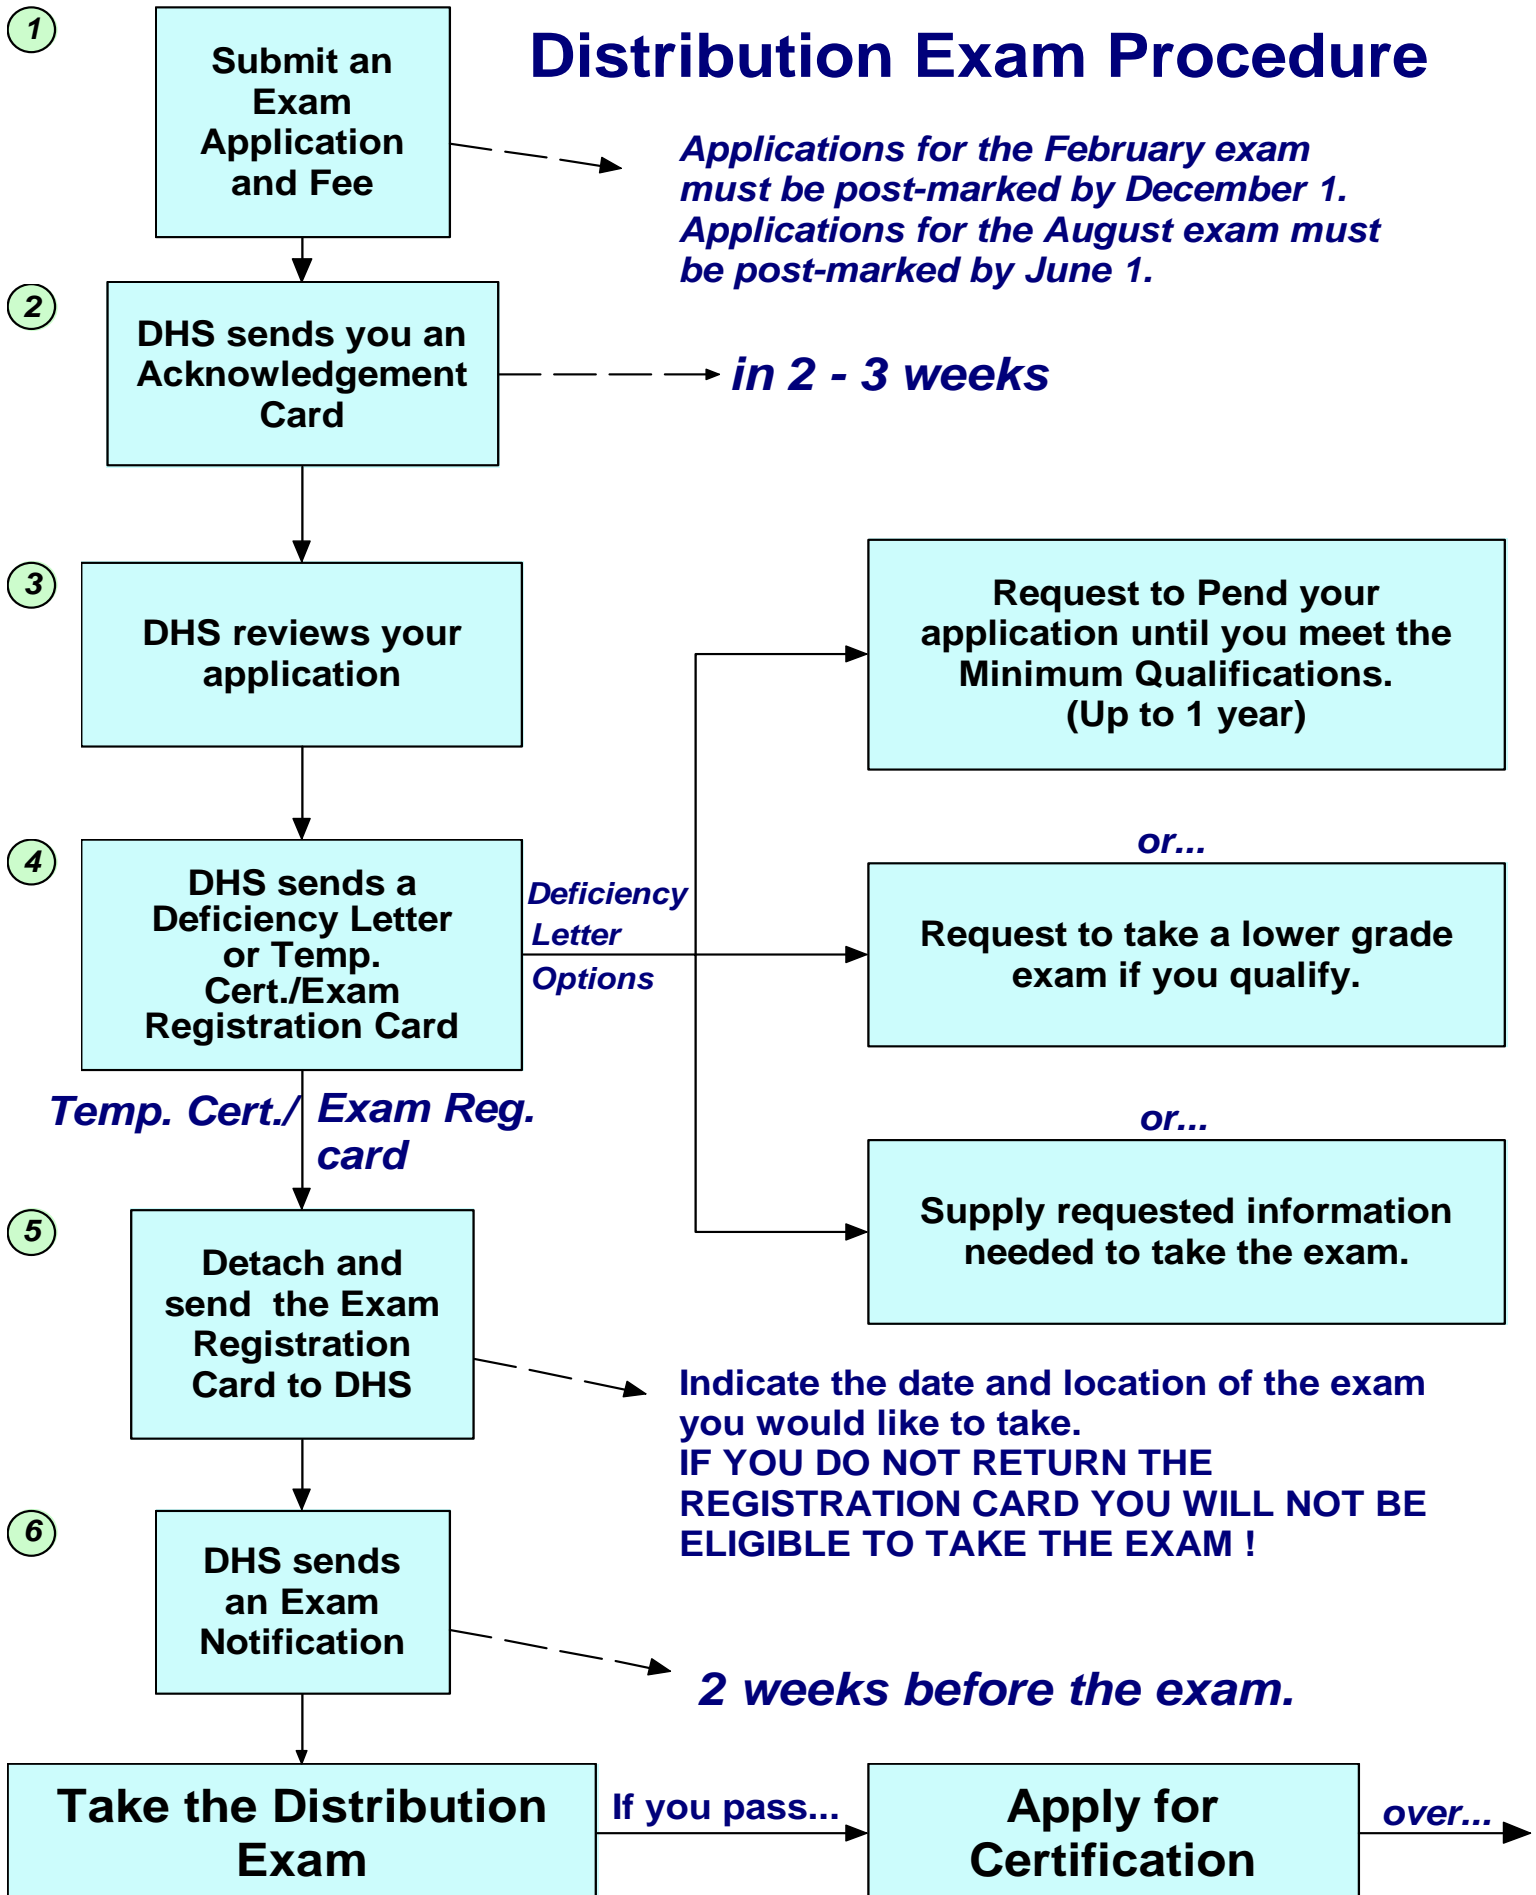 1
Submit an
Exam
Application
and Fee
Distribution Exam Procedure
Applications for the February exam
must be post-marked by December 1.
Applications for the August exam must
be post-marked by June 1.
2
DHS sends you an
Acknowledgement
Card
in 2 - 3 weeks
3
DHS reviews your
application
Request to Pend your
application until you meet the
Minimum Qualifications.
(Up to 1 year)
4
DHS sends a
Deficiency Letter
or Temp.
Cert./Exam
Registration Card
Deficiency
Letter
Options
or...
Request to take a lower grade
exam if you qualify.
Temp. Cert./ Exam Reg.
card
or...
Supply requested information
needed to take the exam.
5
Detach and
send the Exam
Registration
Card to DHS
Indicate the date and location of the exam
you would like to take.
IF YOU DO NOT RETURN THE
REGISTRATION CARD YOU WILL NOT BE
ELIGIBLE TO TAKE THE EXAM !
6
DHS sends
an Exam
Notification
2 weeks before the exam.
Take the Distribution
Exam
If you pass...
Apply for
Certification
over...